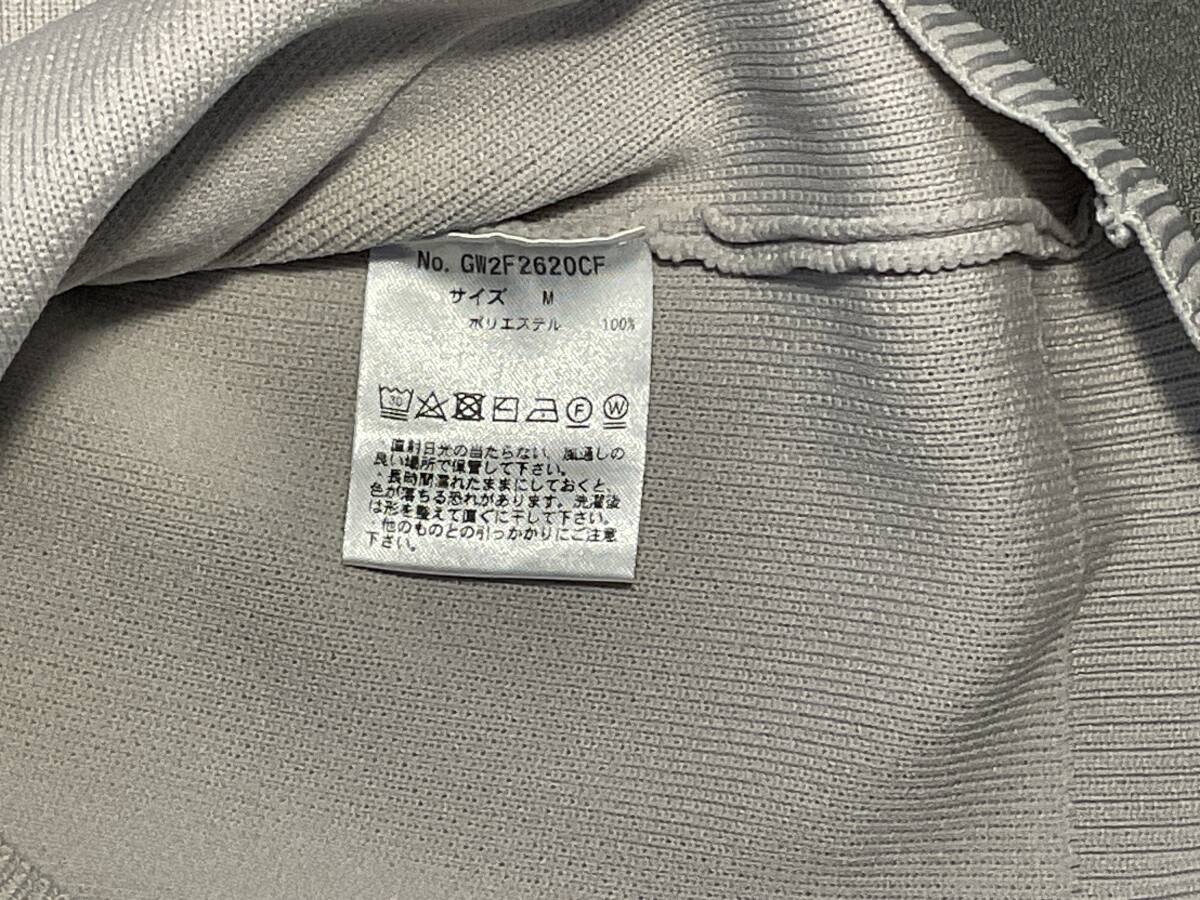 No. GW2F2620CF
サイズ M
ポリエステル 100%
30
F W
・直射日光の当たらない、風通しの
良い場所で保管して下さい。
・長時間濡れたままにしておくと、
色が落ちる恐れがあります。洗濯後
は形を整えて直ぐに干して下さい。
・他のものとの引っかかりにご注意
下さい。